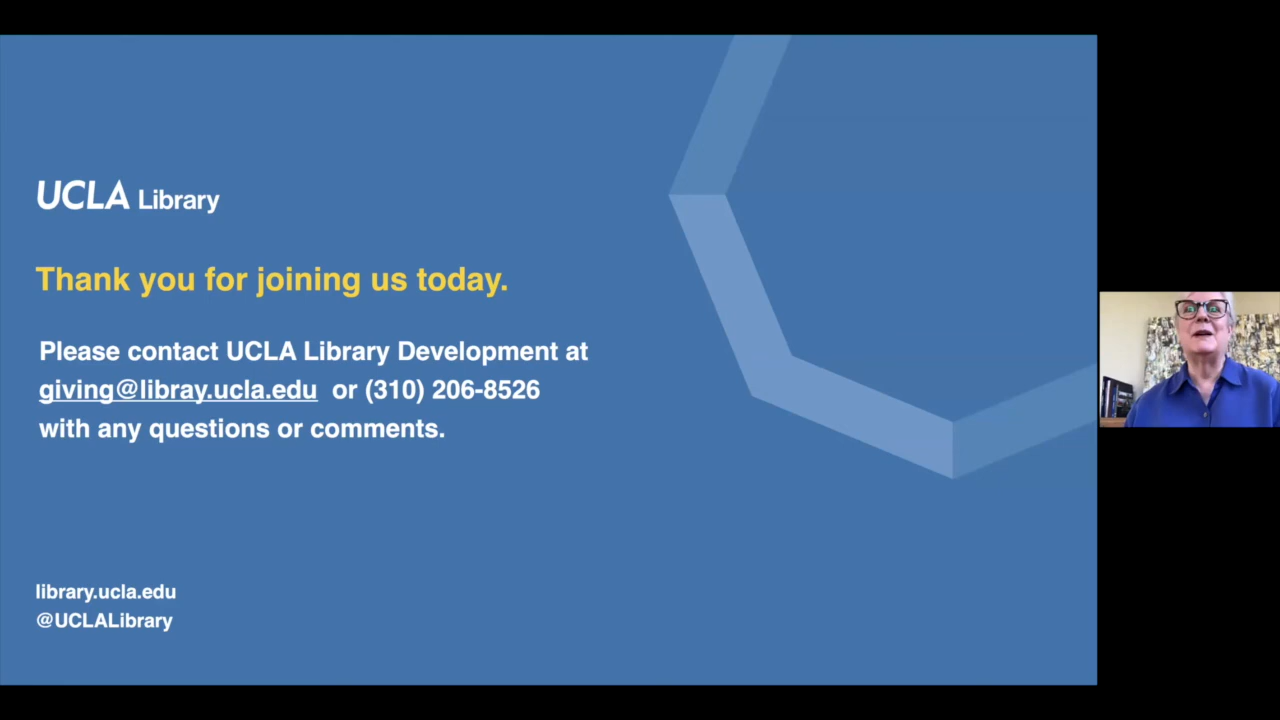 UCLA Library
Thank you for joining us today.
Please contact UCLA Library Development at
giving@libray.ucla.edu or (310) 206-8526
with any questions or comments.
library.ucla.edu
@UCLALibrary